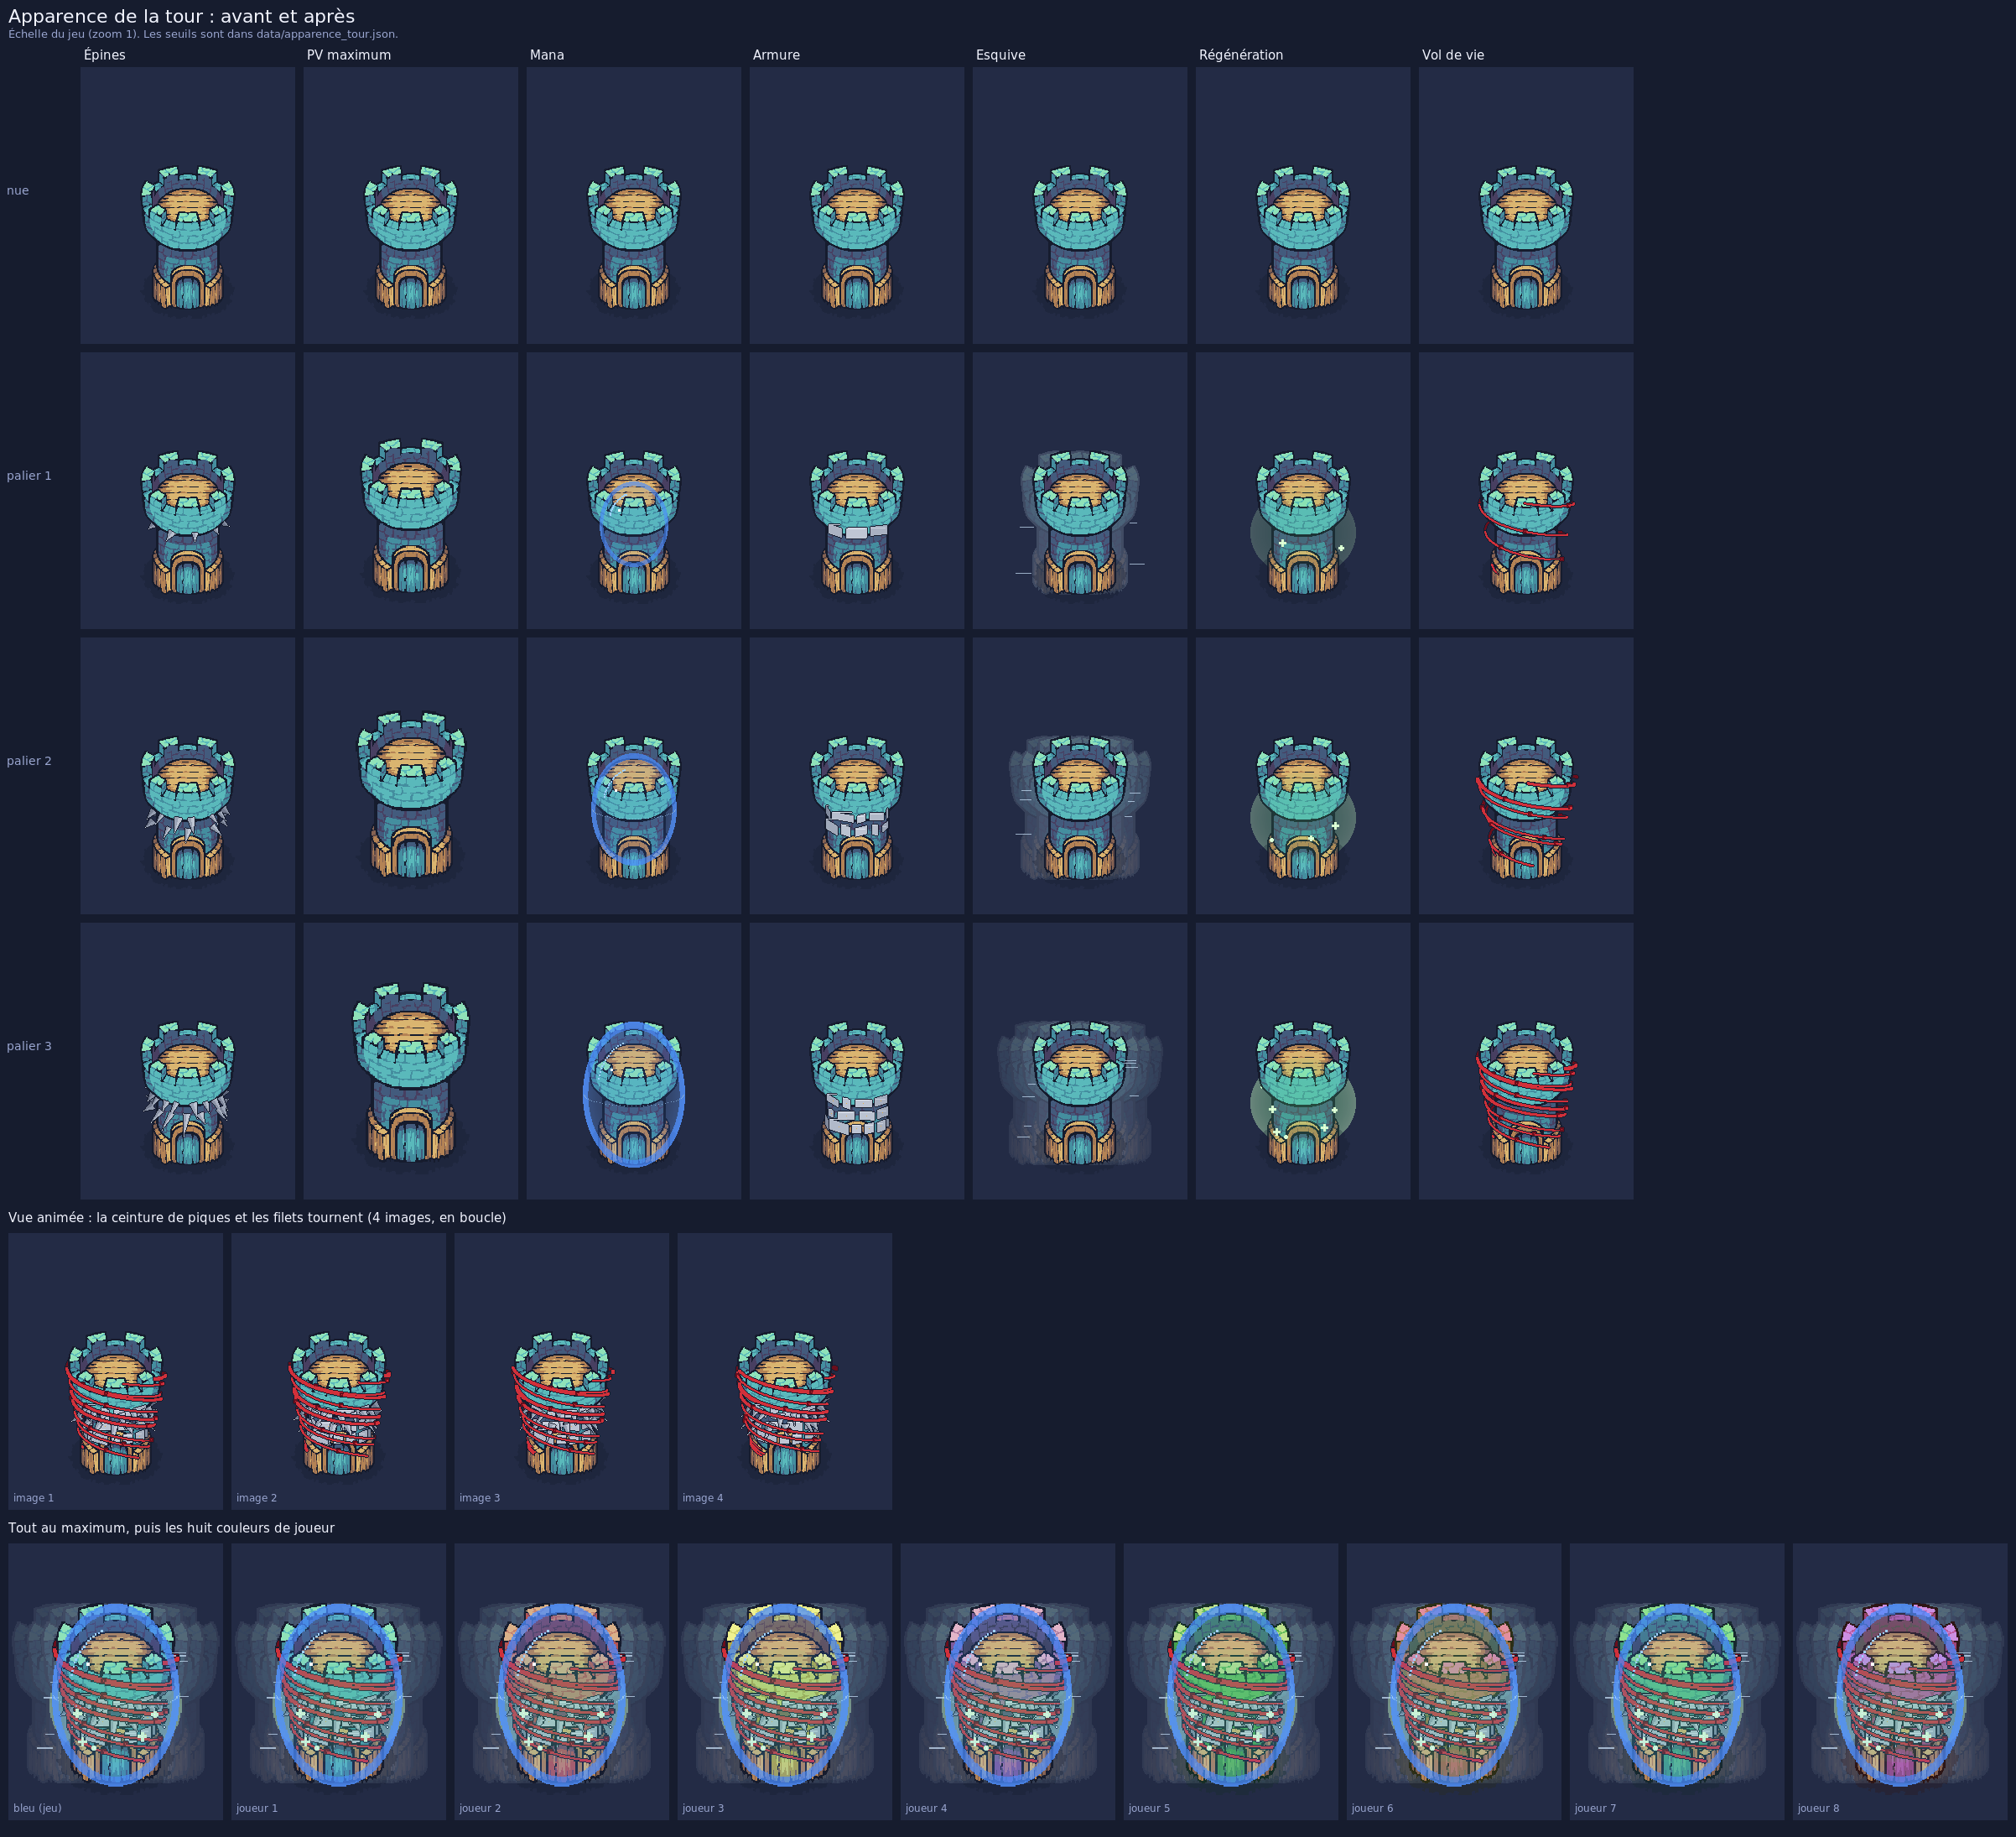 Apparence de la tour : avant et après
Échelle du jeu (zoom 1). Les seuils sont dans data/apparence_tour.json.
Épines PV maximum Mana Armure Esquive Régénération Vol de vie
nue
palier 1
palier 2
palier 3
Vue animée : la ceinture de piques et les filets tournent (4 images, en boucle)
image 1 image 2 image 3 image 4
Tout au maximum, puis les huit couleurs de joueur
bleu (jeu) joueur 1 joueur 2 joueur 3 joueur 4 joueur 5 joueur 6 joueur 7 joueur 8